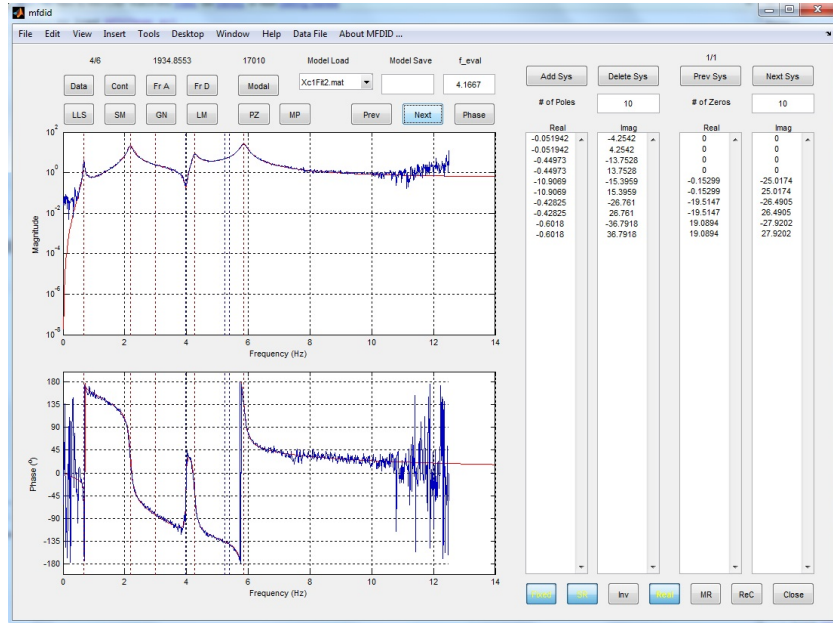 mfdid
File Edit View Insert Tools Desktop Window Help Data File About MFDID ...
4/6 1934.8553 17010 Model Load Model Save f_eval
Data Cont Fr A Fr D Modal Xc1Fit2.mat 4.1667
LLS SM GN LM PZ MP Prev Next Phase
1/1
Add Sys Delete Sys Prev Sys Next Sys
# of Poles 10 # of Zeros 10
Real Imag Real Imag
-0.051942 -4.2542 0 0
-0.051942 4.2542 0 0
-0.44973 -13.7528 0 0
-0.44973 13.7528 0 0
-10.9069 -15.3959 -0.15299 -25.0174
-10.9069 15.3959 -0.15299 25.0174
-0.42825 -26.761 -19.5147 -26.4905
-0.42825 26.761 -19.5147 26.4905
-0.6018 -36.7918 19.0894 -27.9202
-0.6018 36.7918 19.0894 27.9202
10^2
10^0
10^-2
10^-4
10^-6
10^-8
Magnitude
0 2 4 6 8 10 12 14
Frequency (Hz)
180
135
90
45
0
-45
-90
-135
-180
Phase (°)
0 2 4 6 8 10 12 14
Frequency (Hz)
Inv MR ReC Close